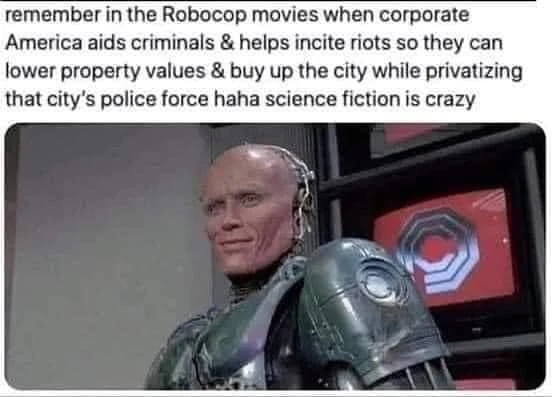 remember in the Robocop movies when corporate
America aids criminals & helps incite riots so they can
lower property values & buy up the city while privatizing
that city's police force haha science fiction is crazy